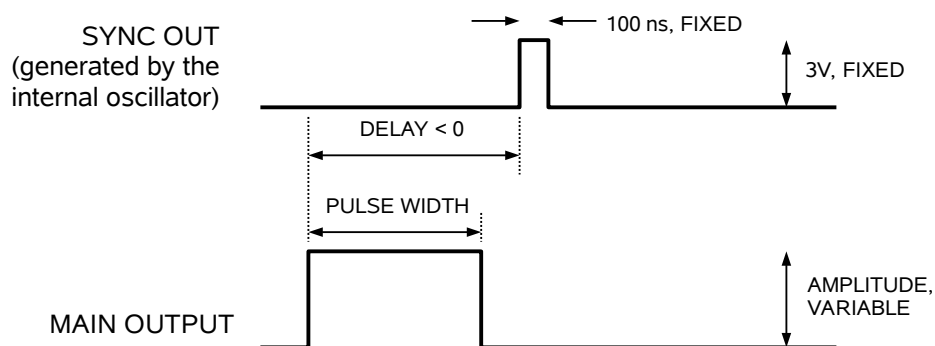 100 ns, FIXED
SYNC OUT
(generated by the
internal oscillator)
3V, FIXED
DELAY < 0
PULSE WIDTH
AMPLITUDE,
VARIABLE
MAIN OUTPUT